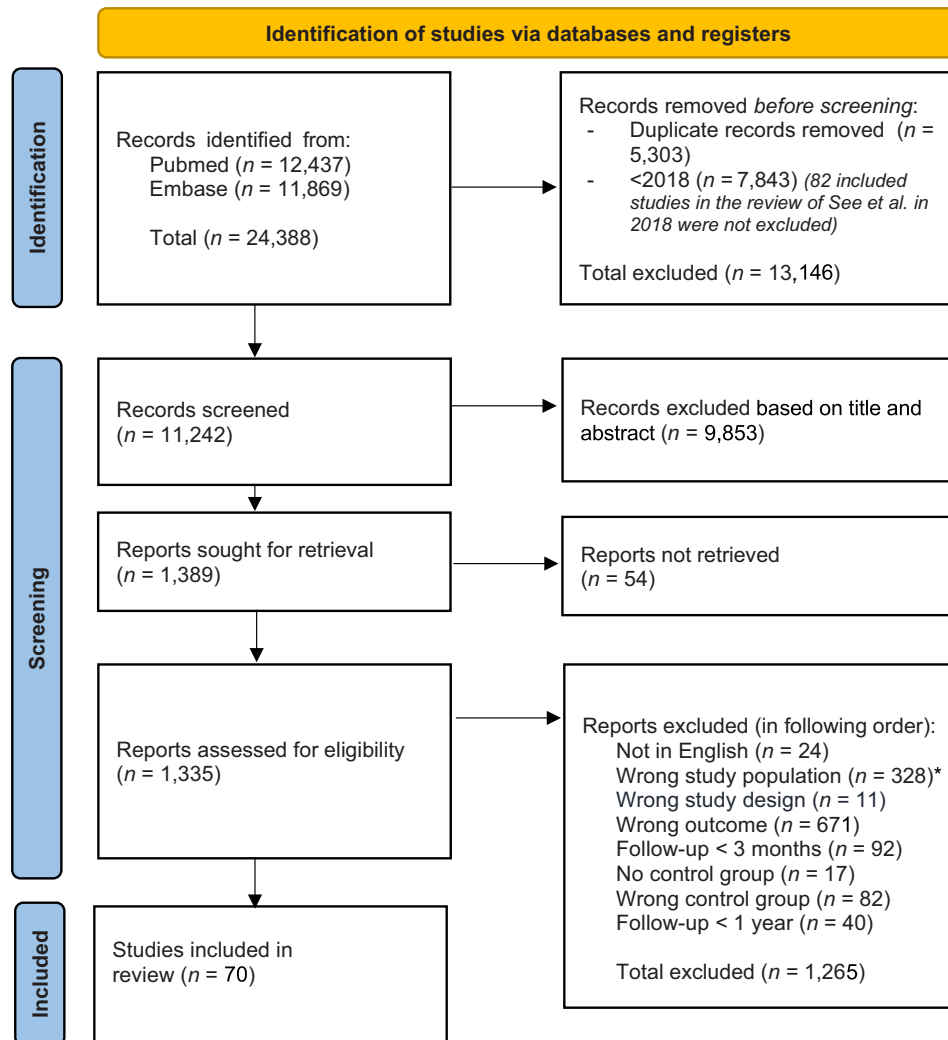 Identification of studies via databases and registers
Identification
Records identified from:
Pubmed (n = 12,437)
Embase (n = 11,869)
Total (n = 24,388)
Records removed before screening:
- Duplicate records removed (n =
5,303)
- <2018 (n = 7,843) (82 included
studies in the review of See et al. in
2018 were not excluded)
Total excluded (n = 13,146)
Screening
Records screened
(n = 11,242)
Records excluded based on title and
abstract (n = 9,853)
Reports sought for retrieval
(n = 1,389)
Reports not retrieved
(n = 54)
Reports assessed for eligibility
(n = 1,335)
Reports excluded (in following order):
Not in English (n = 24)
Wrong study population (n = 328)*
Wrong study design (n = 11)
Wrong outcome (n = 671)
Follow-up < 3 months (n = 92)
No control group (n = 17)
Wrong control group (n = 82)
Follow-up < 1 year (n = 40)
Total excluded (n = 1,265)
Included
Studies included in
review (n = 70)